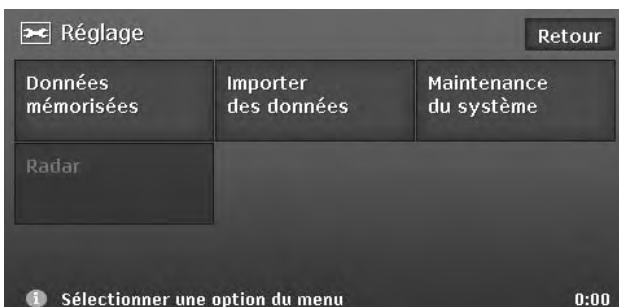 Réglage
Retour
Données
mémorisées
Importer
des données
Maintenance
du système
Radar
Sélectionner une option du menu
0:00